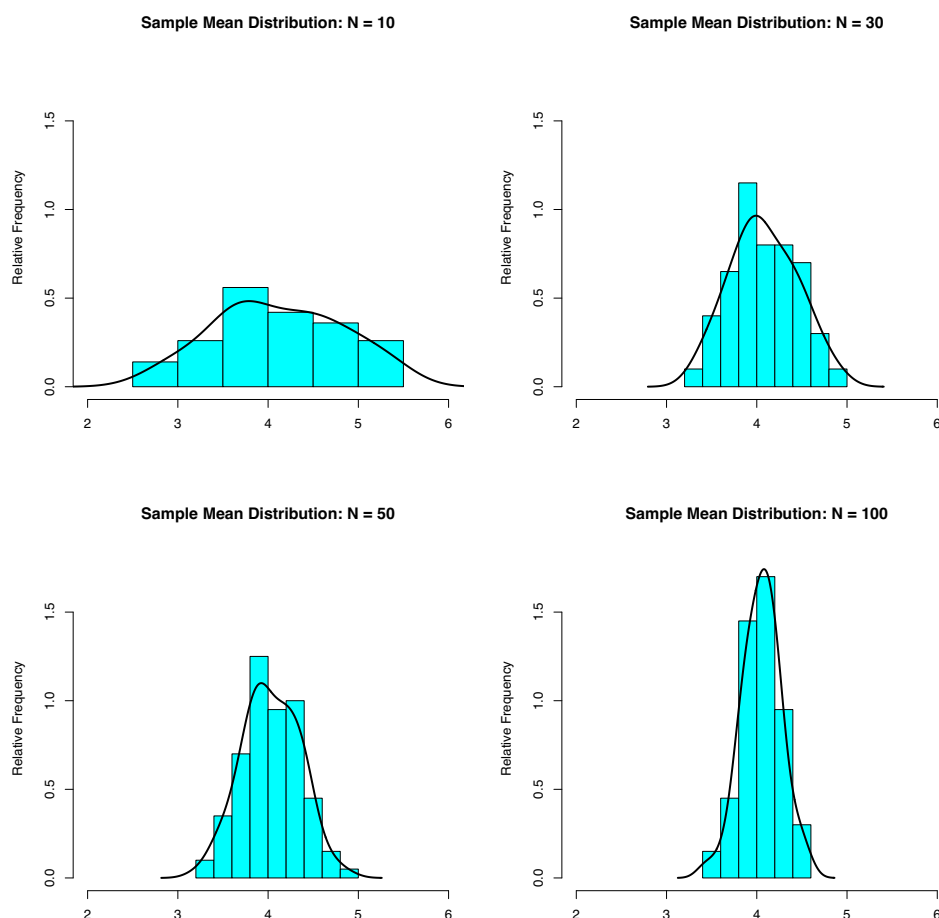 Sample Mean Distribution: N = 10
Relative Frequency
0.0 0.5 1.0 1.5
2 3 4 5 6
Sample Mean Distribution: N = 30
Relative Frequency
0.0 0.5 1.0 1.5
2 3 4 5 6
Sample Mean Distribution: N = 50
Relative Frequency
0.0 0.5 1.0 1.5
2 3 4 5 6
Sample Mean Distribution: N = 100
Relative Frequency
0.0 0.5 1.0 1.5
2 3 4 5 6